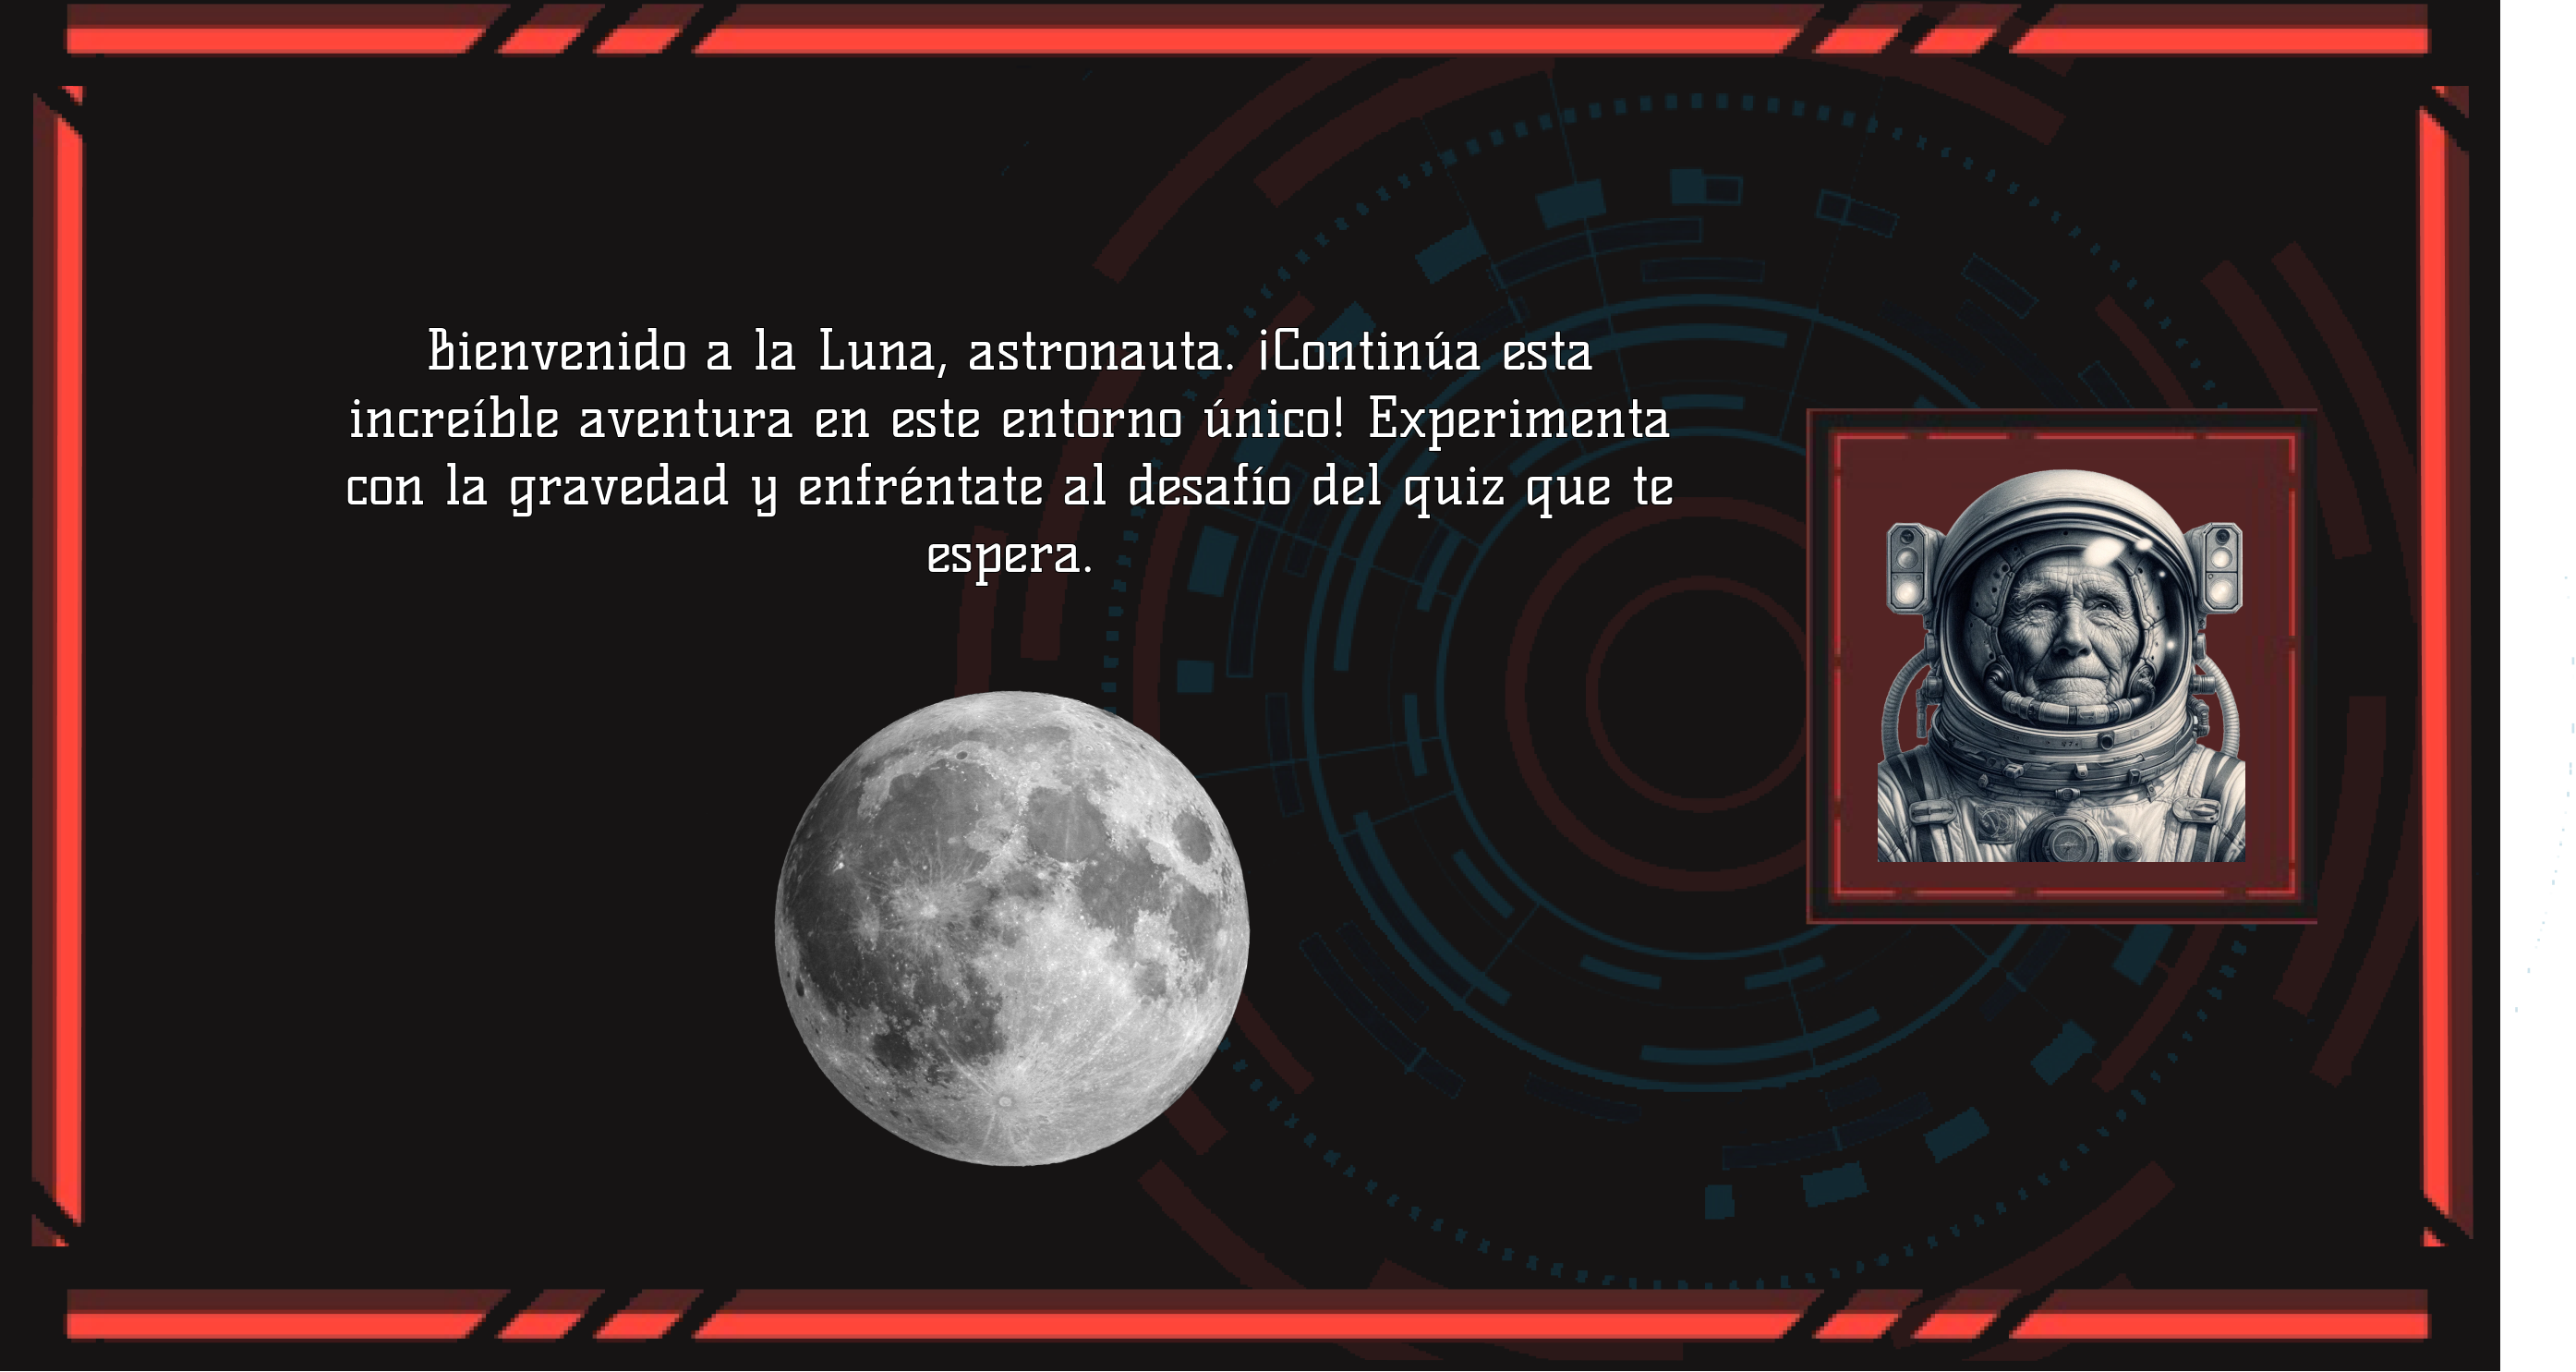 Bienvenido a la Luna, astronauta. ¡Continúa esta
increíble aventura en este entorno único! Experimenta
con la gravedad y enfréntate al desafío del quiz que te
espera.